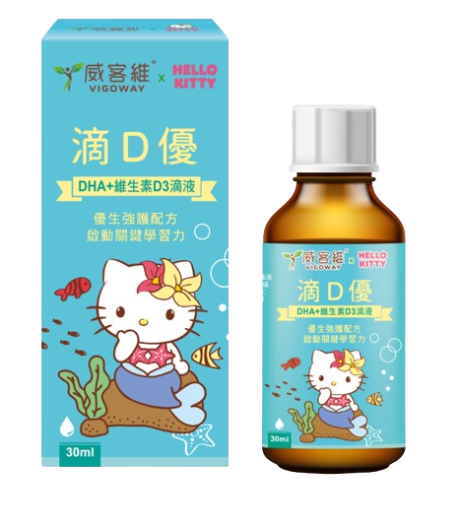 威客維® x HELLO KITTY
VIGOWAY
滴D優
DHA+維生素D3滴液
優生強護配方
啟動關鍵學習力
30ml
威客維® x HELLO KITTY
VIGOWAY
滴D優
DHA+維生素D3滴液
優生強護配方
啟動關鍵學習力
30ml